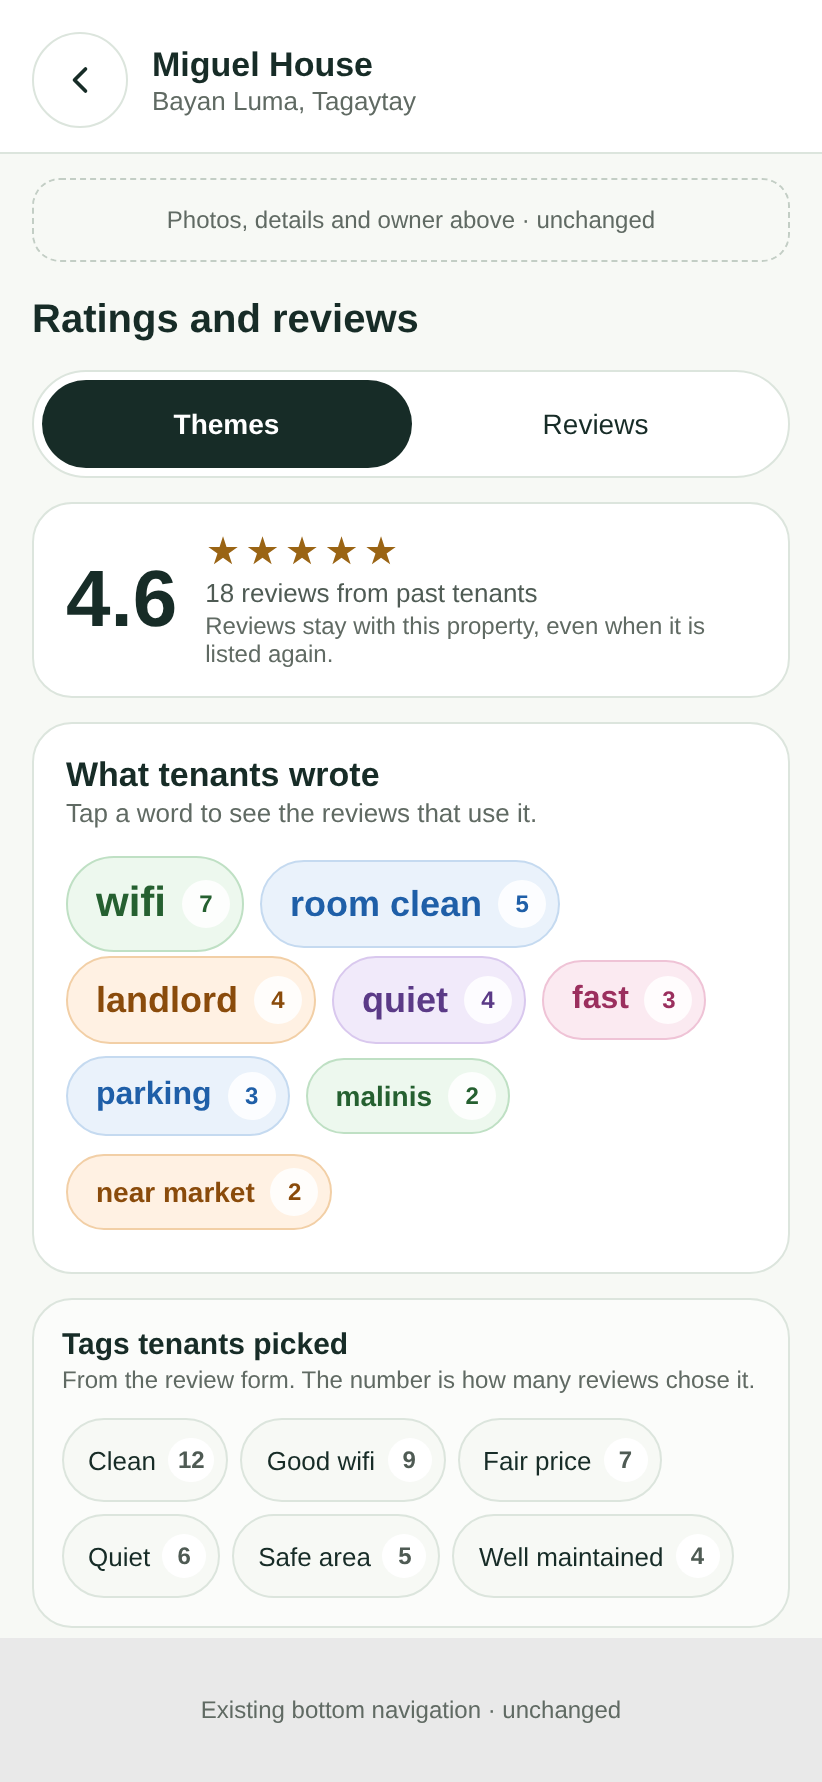 Miguel House
Bayan Luma, Tagaytay
Photos, details and owner above · unchanged
Ratings and reviews
Themes
Reviews
4.6
★★★★★
18 reviews from past tenants
Reviews stay with this property, even when it is
listed again.
What tenants wrote
Tap a word to see the reviews that use it.
wifi 7
room clean 5
landlord 4
quiet 4
fast 3
parking 3
malinis 2
near market 2
Tags tenants picked
From the review form. The number is how many reviews chose it.
Clean 12
Good wifi 9
Fair price 7
Quiet 6
Safe area 5
Well maintained 4
Existing bottom navigation · unchanged